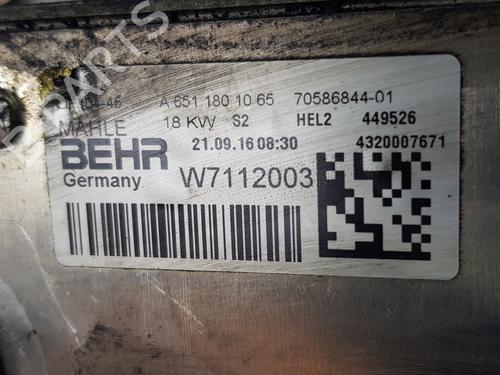 A 651 180 10 65 70586844-01
MAHLE 18 KW S2 HEL2 449526
BEHR 21.09.16 08:30 4320007671
Germany W7112003